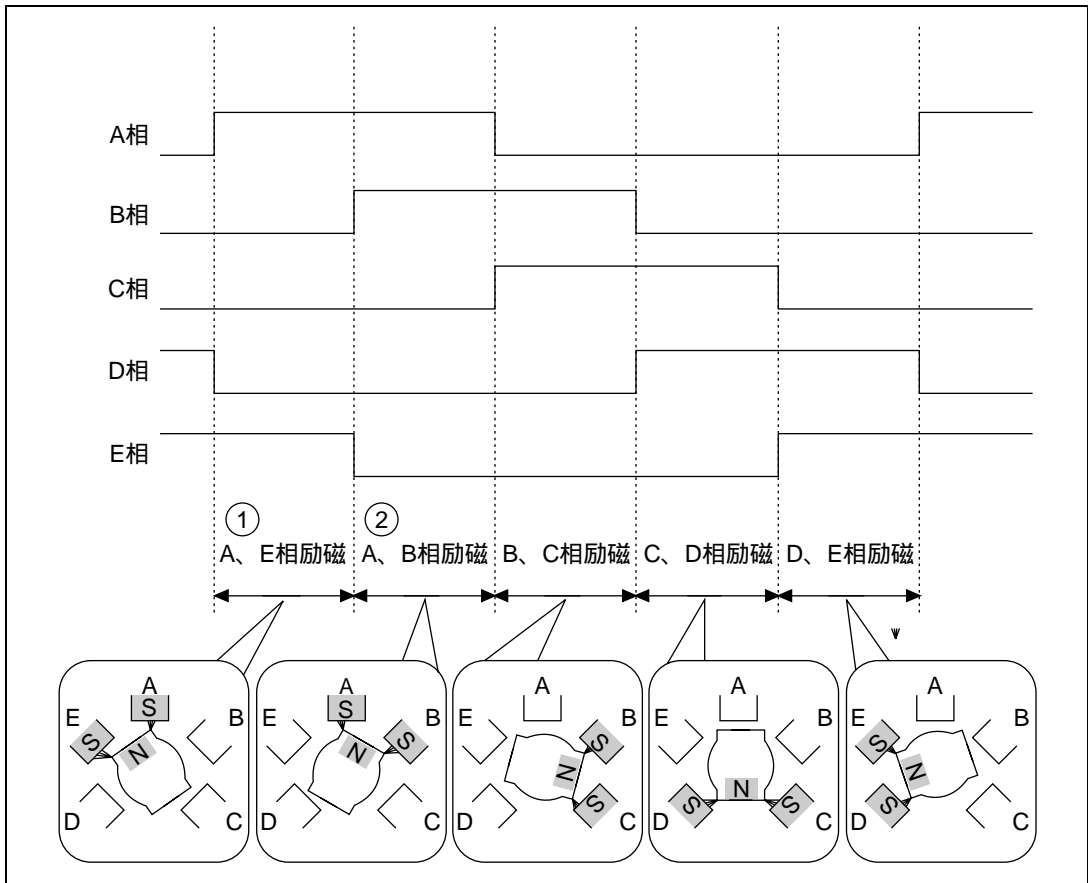 A相
B相
C相
D相
E相
1 2
A、E相励磁 A、B相励磁 B、C相励磁 C、D相励磁 D、E相励磁
A A A A A
S S
E B E B E B E B E B
S S S S S
N N N N N
S S S S
D C D C D C D C D C